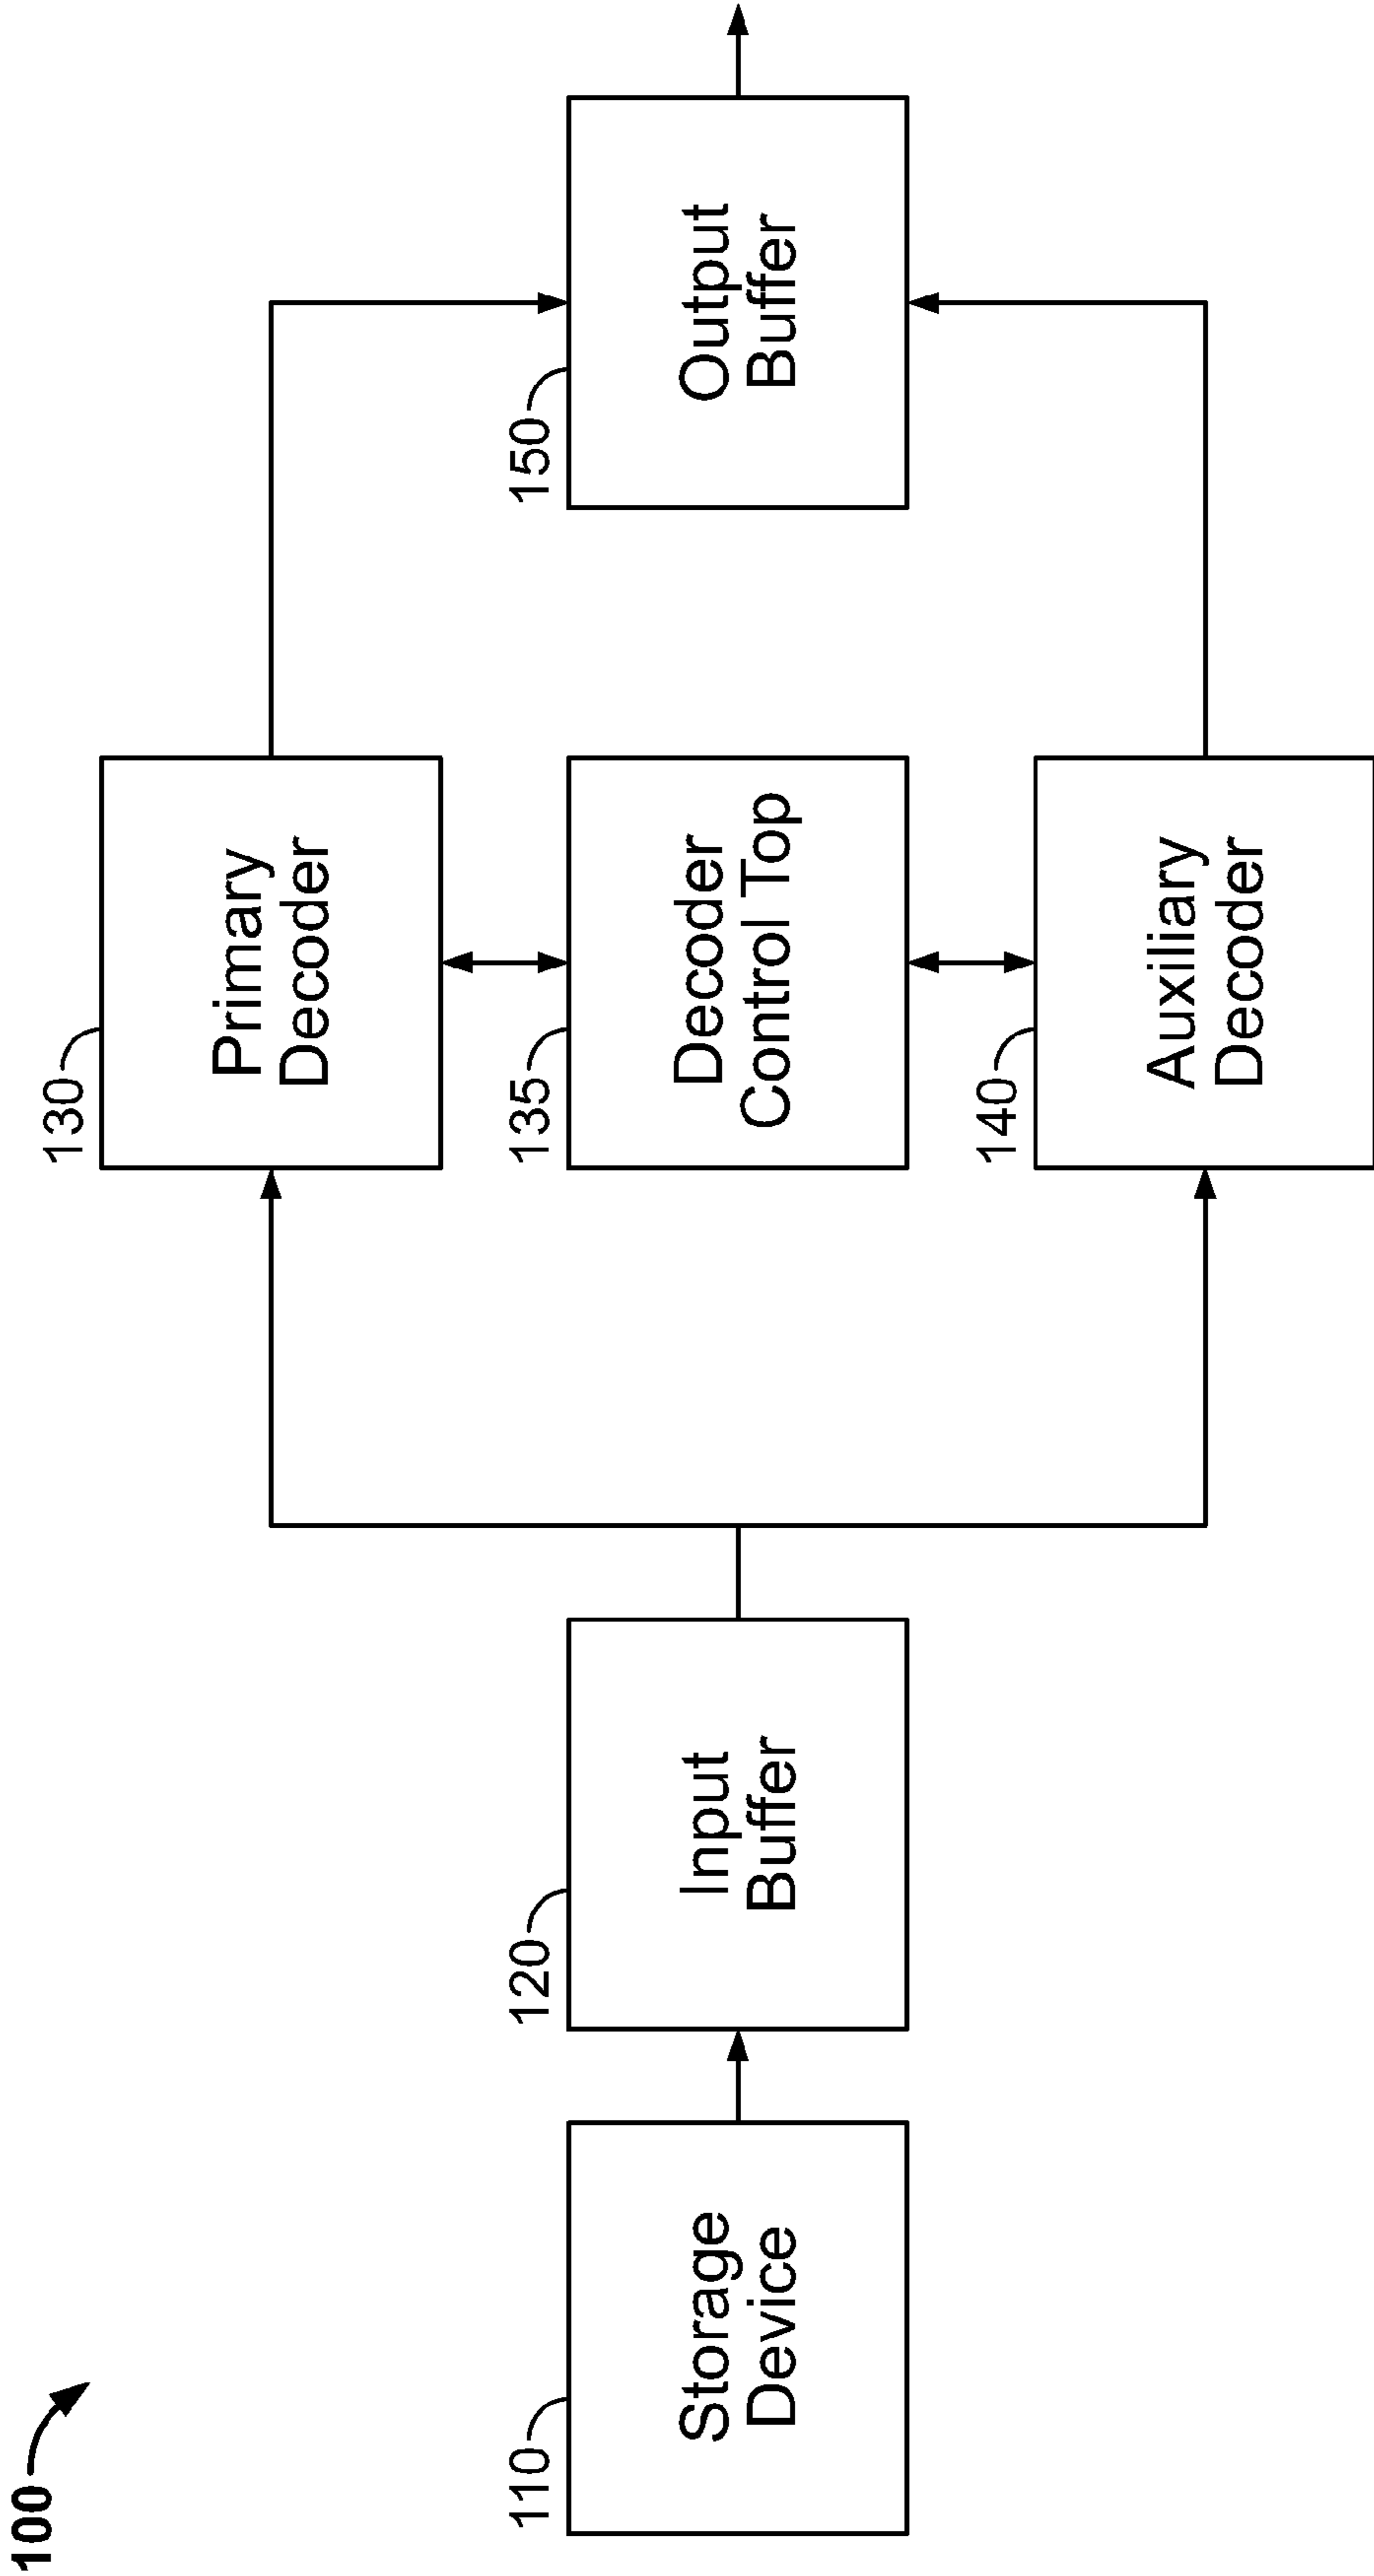 100
110
Storage
Device
120
Input
Buffer
130
Primary
Decoder
135
Decoder
Control Top
140
Auxiliary
Decoder
150
Output
Buffer